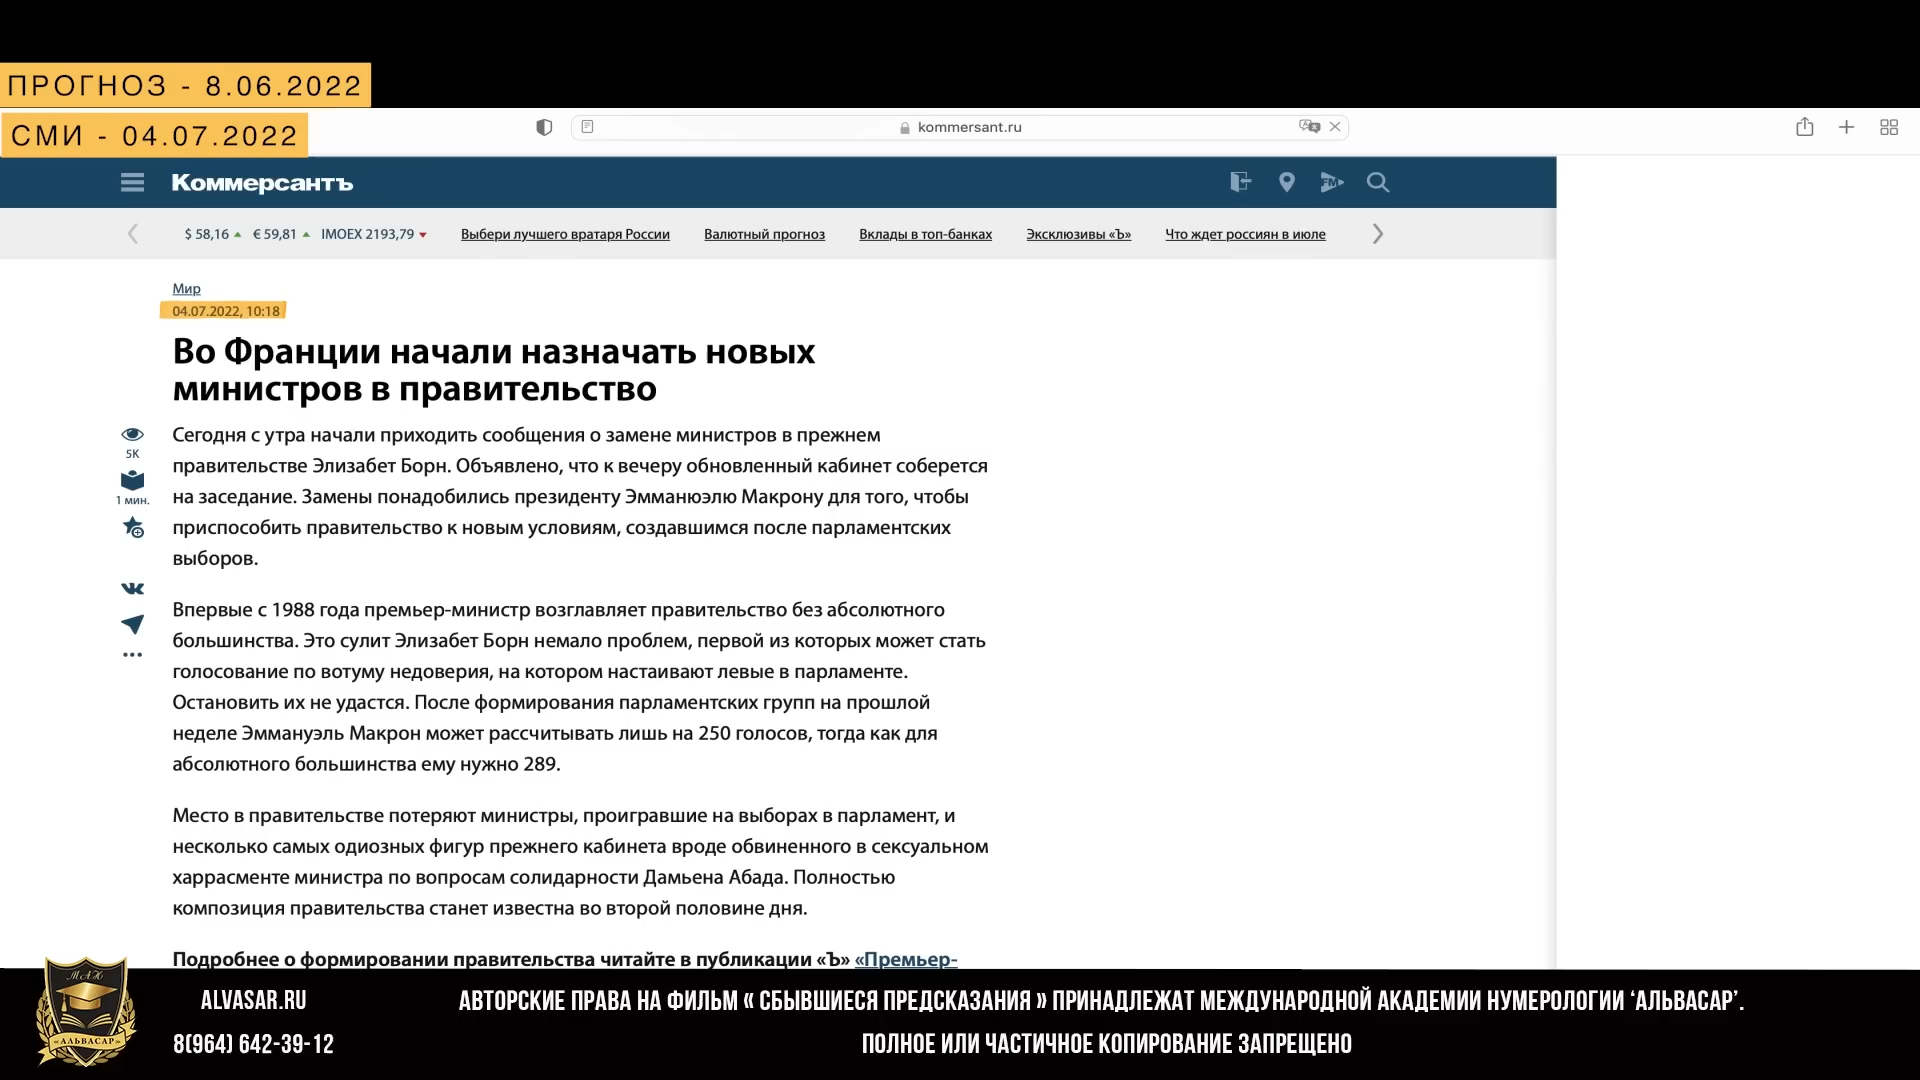 ПРОГНОЗ - 8.06.2022
СМИ - 04.07.2022
kommersant.ru
Коммерсантъ
FM
$ 58,16 € 59,81 IMOEX 2193,79 Выбери лучшего вратаря России Валютный прогноз Вклады в топ-банках Эксклюзивы «Ъ» Что ждет россиян в июле
Мир
04.07.2022, 10:18
Во Франции начали назначать новых
министров в правительство
5K
1 мин.
Сегодня с утра начали приходить сообщения о замене министров в прежнем
правительстве Элизабет Борн. Объявлено, что к вечеру обновленный кабинет соберется
на заседание. Замены понадобились президенту Эмманюэлю Макрону для того, чтобы
приспособить правительство к новым условиям, создавшимся после парламентских
выборов.
Впервые с 1988 года премьер-министр возглавляет правительство без абсолютного
большинства. Это сулит Элизабет Борн немало проблем, первой из которых может стать
голосование по вотуму недоверия, на котором настаивают левые в парламенте.
Остановить их не удастся. После формирования парламентских групп на прошлой
неделе Эммануэль Макрон может рассчитывать лишь на 250 голосов, тогда как для
абсолютного большинства ему нужно 289.
Место в правительстве потеряют министры, проигравшие на выборах в парламент, и
несколько самых одиозных фигур прежнего кабинета вроде обвиненного в сексуальном
харрасменте министра по вопросам солидарности Дамьена Абада. Полностью
композиция правительства станет известна во второй половине дня.
Подробнее о формировании правительства читайте в публикации «Ъ» «Премьер-
МАН
«АЛЬВАСАР»
ALVASAR.RU
8(964) 642-39-12
АВТОРСКИЕ ПРАВА НА ФИЛЬМ « СБЫВШИЕСЯ ПРЕДСКАЗАНИЯ » ПРИНАДЛЕЖАТ МЕЖДУНАРОДНОЙ АКАДЕМИИ НУМЕРОЛОГИИ ‘АЛЬВАСАР’.
ПОЛНОЕ ИЛИ ЧАСТИЧНОЕ КОПИРОВАНИЕ ЗАПРЕЩЕНО